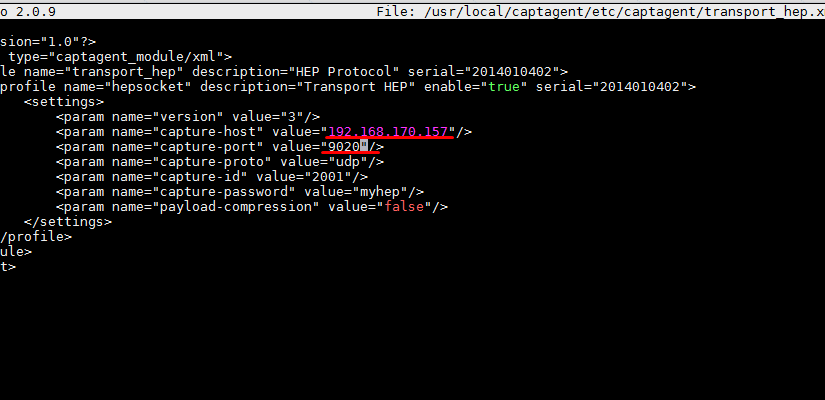 o 2.0.9 File: /usr/local/captagent/etc/captagent/transport_hep.x
sion="1.0"?>
type="captagent_module/xml">
le name="transport_hep" description="HEP Protocol" serial="2014010402">
profile name="hepsocket" description="Transport HEP" enable="true" serial="2014010402">
<settings>
<param name="version" value="3"/>
<param name="capture-host" value="192.168.170.157"/>
<param name="capture-port" value="9020"/>
<param name="capture-proto" value="udp"/>
<param name="capture-id" value="2001"/>
<param name="capture-password" value="myhep"/>
<param name="payload-compression" value="false"/>
</settings>
/profile>
ule>
t>